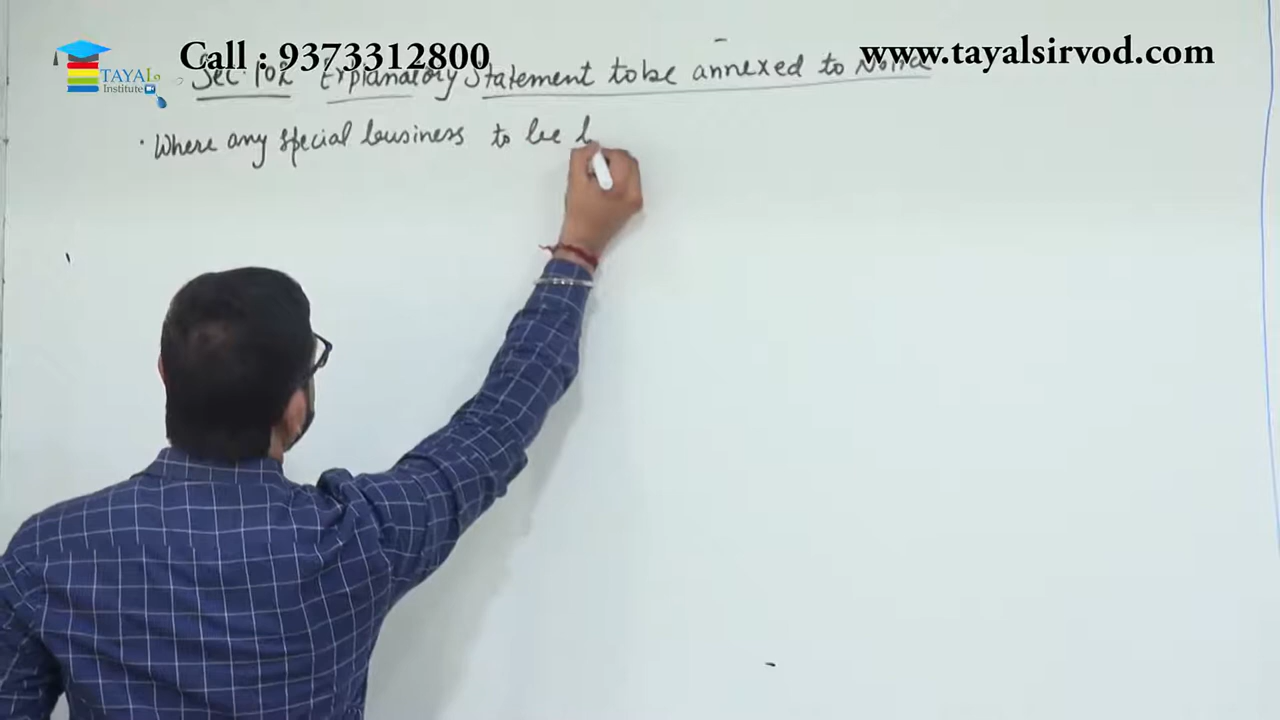 Call : 9373312800
www.tayalsirvod.com
TAYAL
Institute
Sec. 102 Explanatory Statement to be annexed to Notice
· Where any special business to be